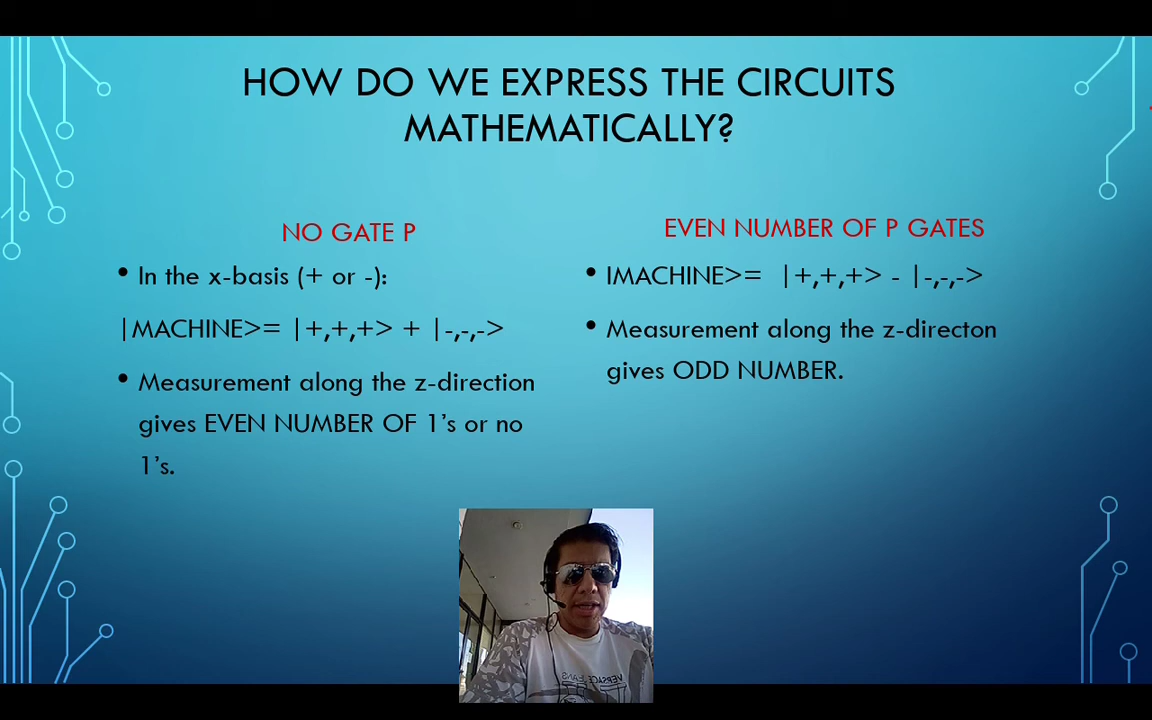 HOW DO WE EXPRESS THE CIRCUITS
MATHEMATICALLY?
NO GATE P
• In the x-basis (+ or -):
|MACHINE>= |+,+,+> + |-,-,->
• Measurement along the z-direction
gives EVEN NUMBER OF 1's or no
1's.
EVEN NUMBER OF P GATES
• IMACHINE>= |+,+,+> - |-,-,->
• Measurement along the z-directon
gives ODD NUMBER.